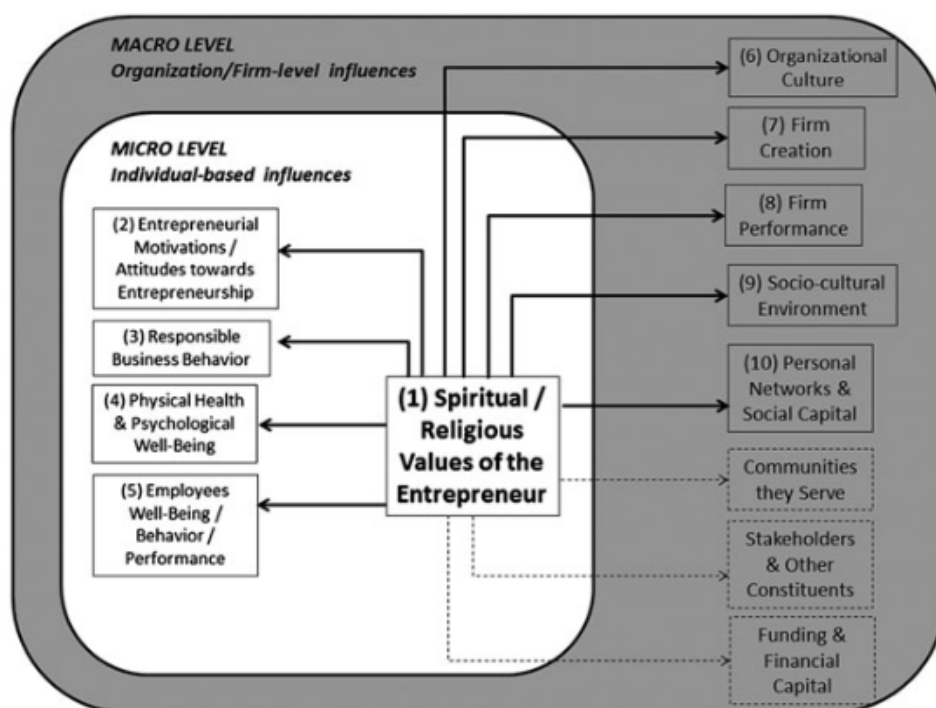 MACRO LEVEL
Organization/Firm-level influences
MICRO LEVEL
Individual-based influences
(2) Entrepreneurial
Motivations /
Attitudes towards
Entrepreneurship
(3) Responsible
Business Behavior
(4) Physical Health
& Psychological
Well-Being
(5) Employees
Well-Being /
Behavior /
Performance
(1) Spiritual /
Religious
Values of the
Entrepreneur
(6) Organizational
Culture
(7) Firm
Creation
(8) Firm
Performance
(9) Socio-cultural
Environment
(10) Personal
Networks &
Social Capital
Communities
they Serve
Stakeholders
& Other
Constituents
Funding &
Financial
Capital